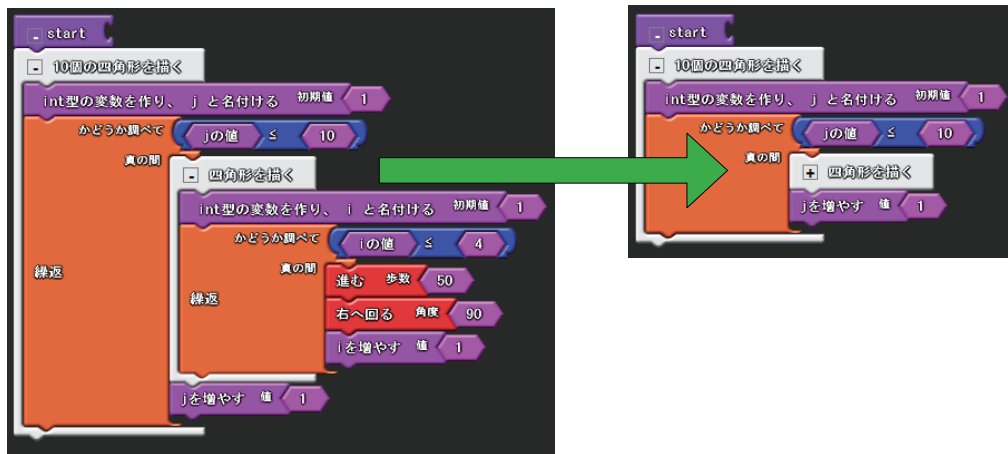 - start
- 10個の四角形を描く
int型の変数を作り、 j と名付ける 初期値 1
かどうか調べて jの値 ≤ 10
真の間
- 四角形を描く
int型の変数を作り、 i と名付ける 初期値 1
かどうか調べて iの値 ≤ 4
真の間
進む 歩数 50
繰返
繰返
右へ回る 角度 90
iを増やす 値 1
jを増やす 値 1
- start
- 10個の四角形を描く
int型の変数を作り、 j と名付ける 初期値 1
かどうか調べて jの値 ≤ 10
真の間
+ 四角形を描く
繰返
jを増やす 値 1